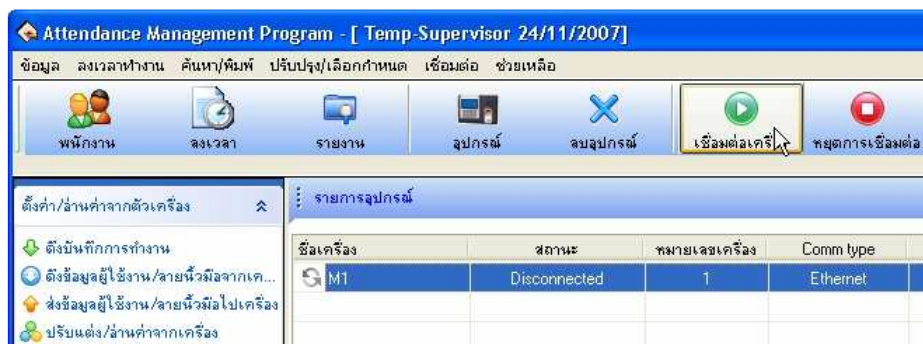 Attendance Management Program - [ Temp-Supervisor 24/11/2007]
ข้อมูล ลงเวลาทำงาน ค้นหา/พิมพ์ ปรับปรุง/เลือกกำหนด เชื่อมต่อ ช่วยเหลือ
พนักงาน ลงเวลา รายงาน อุปกรณ์ ลบอุปกรณ์ เชื่อมต่อเครื่ หยุดการเชื่อมต่อ
ตั้งค่า/อ่านค่าจากตัวเครื่อง
รายการอุปกรณ์
ดึงบันทึกการทำงาน
ดึงข้อมูลผู้ใช้งาน/ลายนิ้วมือจากเค...
ส่งข้อมูลผู้ใช้งาน/ลายนิ้วมือไปเครื่อง
ปรับแต่ง/อ่านค่าจากเครื่อง
ชื่อเครื่อง สถานะ หมายเลขเครื่อง Comm type
M1 Disconnected 1 Ethernet